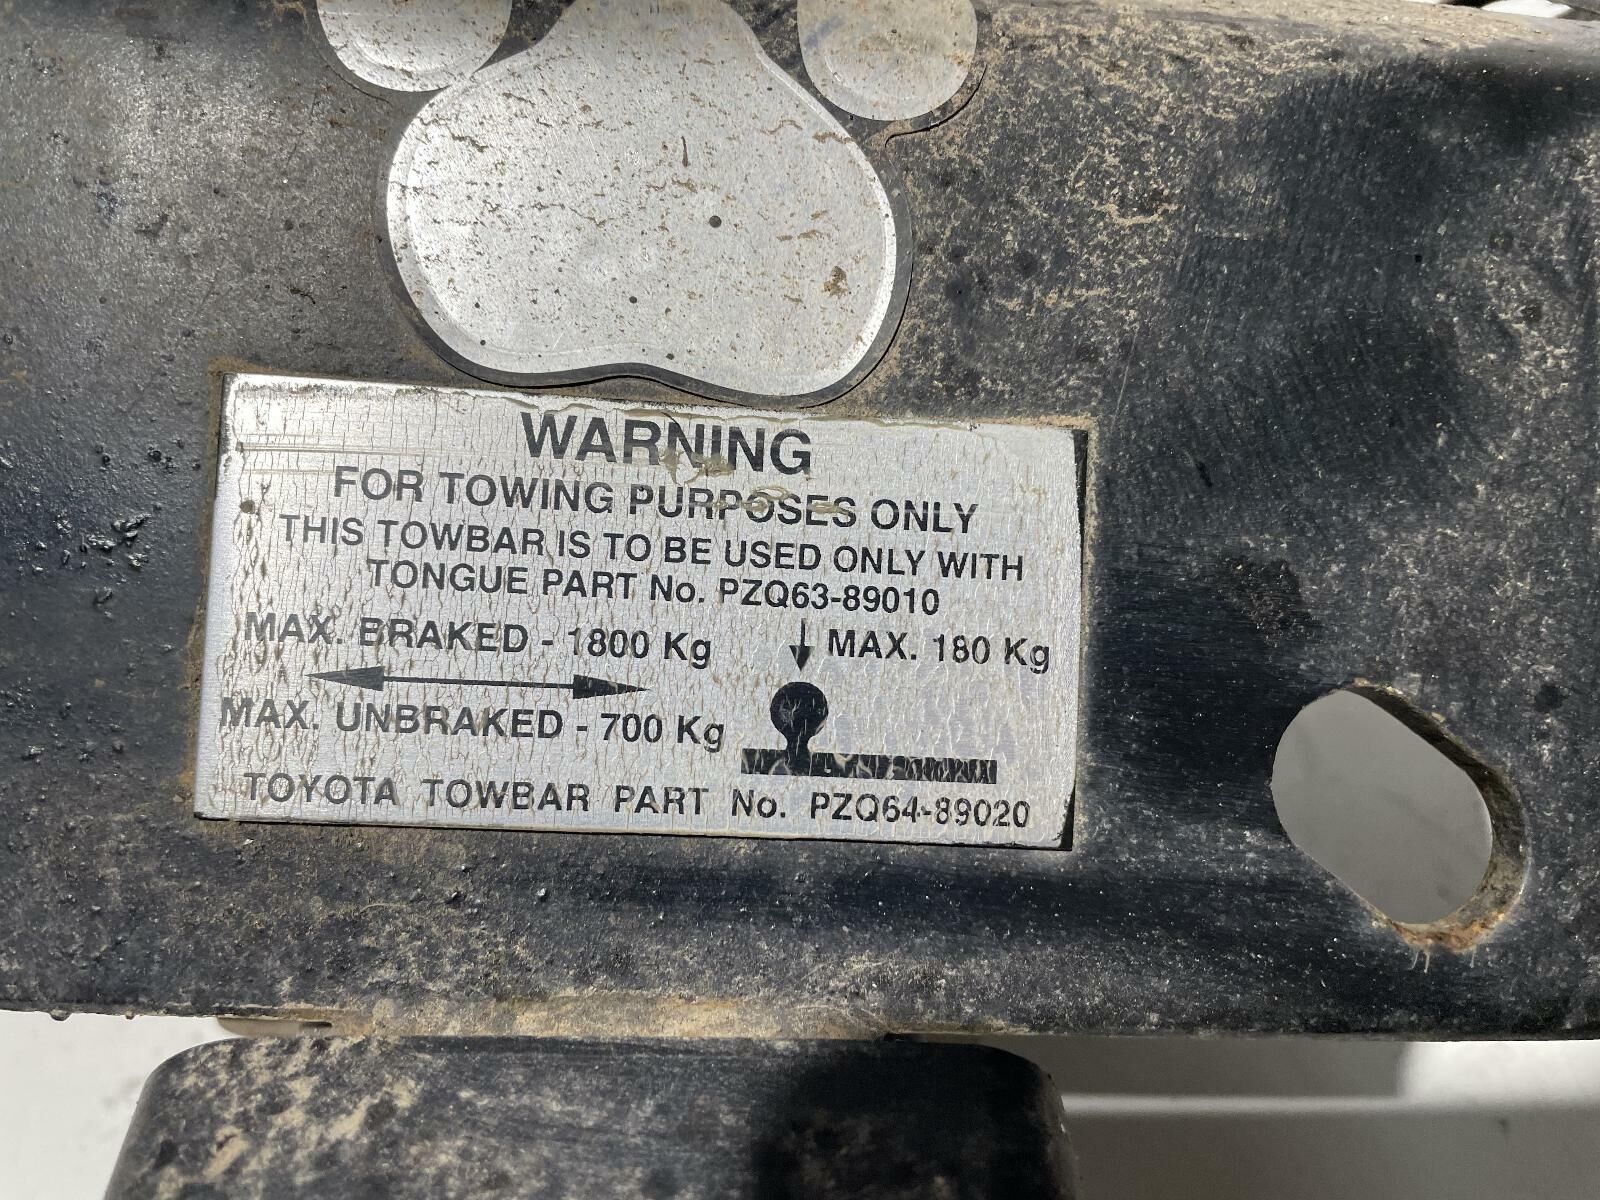 WARNING
FOR TOWING PURPOSES ONLY
THIS TOWBAR IS TO BE USED ONLY WITH
TONGUE PART No. PZQ63-89010
MAX. BRAKED - 1800 Kg
MAX. 180 Kg
MAX. UNBRAKED - 700 Kg
TOYOTA TOWBAR PART No. PZQ64-89020